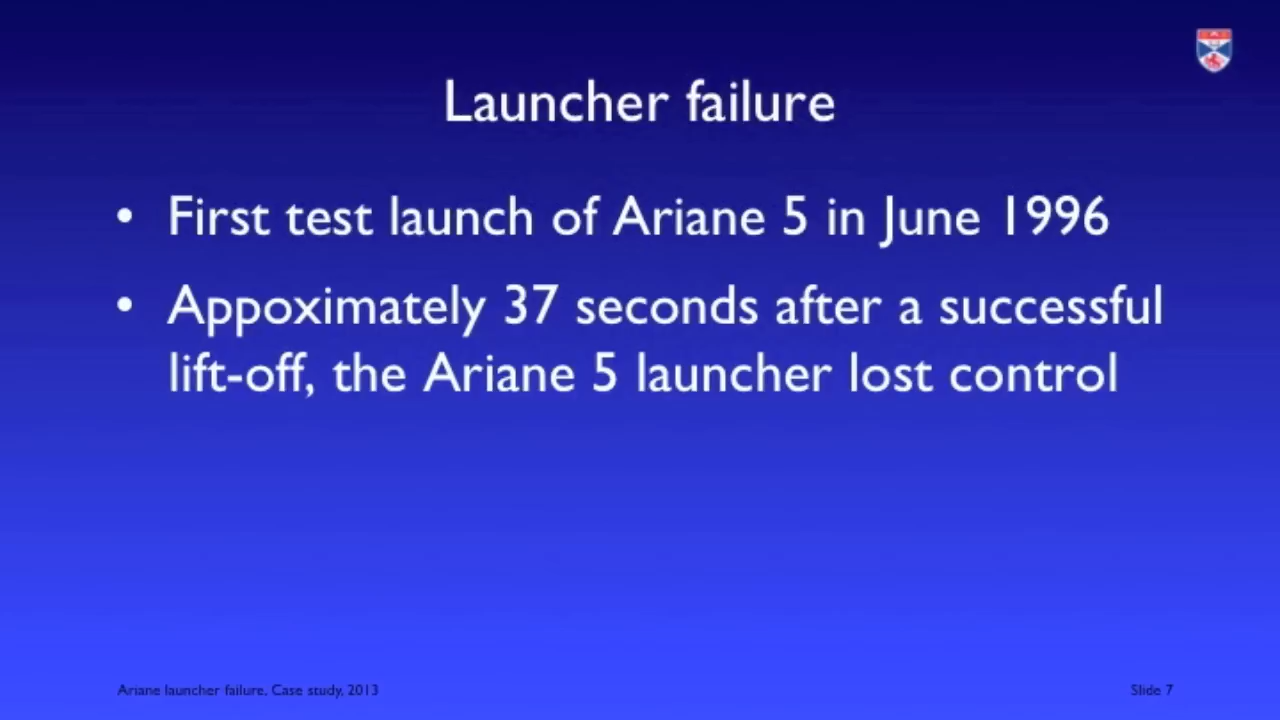 Launcher failure
• First test launch of Ariane 5 in June 1996
• Appoximately 37 seconds after a successful
lift-off, the Ariane 5 launcher lost control
Ariane launcher failure, Case study, 2013
Slide 7